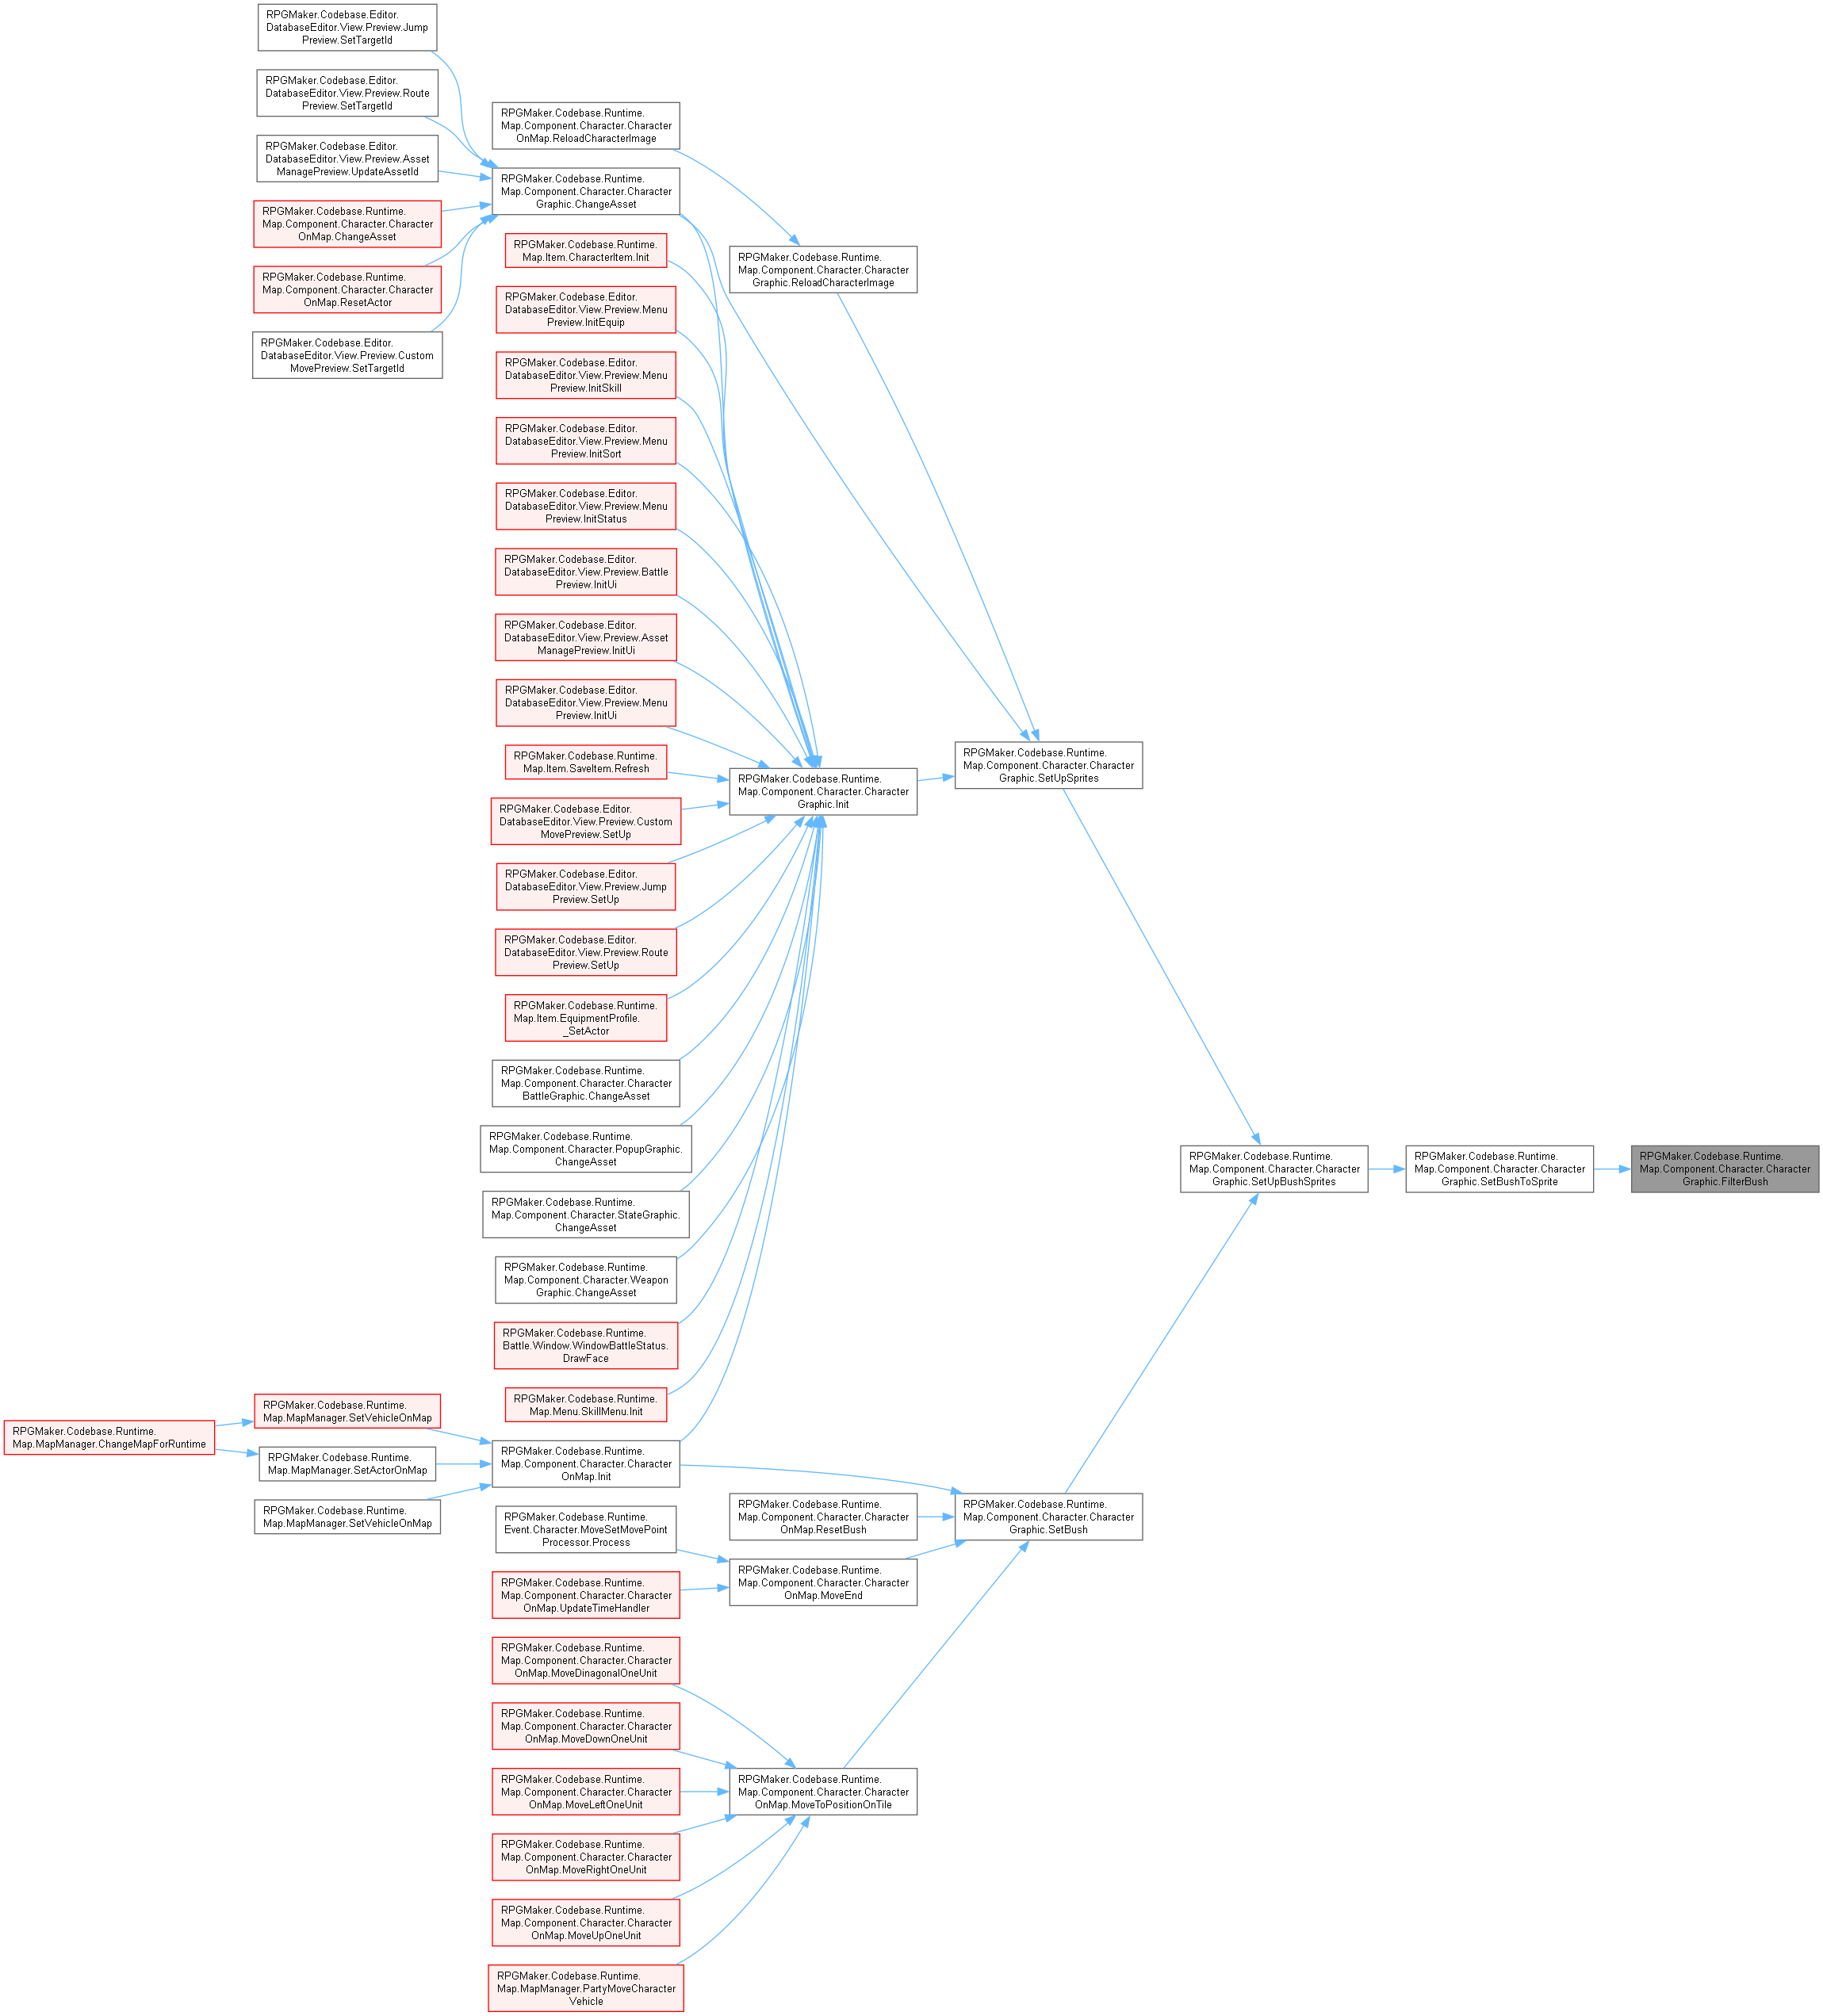 RPGMaker.Codebase.Editor.
DatabaseEditor.View.Preview.Jump
Preview.SetTargetId
RPGMaker.Codebase.Editor.
DatabaseEditor.View.Preview.Route
Preview.SetTargetId
RPGMaker.Codebase.Editor.
DatabaseEditor.View.Preview.Asset
ManagePreview.UpdateAssetId
RPGMaker.Codebase.Runtime.
Map.Component.Character.Character
OnMap.ChangeAsset
RPGMaker.Codebase.Runtime.
Map.Component.Character.Character
OnMap.ResetActor
RPGMaker.Codebase.Editor.
DatabaseEditor.View.Preview.Custom
MovePreview.SetTargetId
RPGMaker.Codebase.Runtime.
Map.Component.Character.Character
OnMap.ReloadCharacterImage
RPGMaker.Codebase.Runtime.
Map.Component.Character.Character
Graphic.ChangeAsset
RPGMaker.Codebase.Runtime.
Map.Item.CharacterItem.Init
RPGMaker.Codebase.Editor.
DatabaseEditor.View.Preview.Menu
Preview.InitEquip
RPGMaker.Codebase.Editor.
DatabaseEditor.View.Preview.Menu
Preview.InitSkill
RPGMaker.Codebase.Editor.
DatabaseEditor.View.Preview.Menu
Preview.InitSort
RPGMaker.Codebase.Editor.
DatabaseEditor.View.Preview.Menu
Preview.InitStatus
RPGMaker.Codebase.Editor.
DatabaseEditor.View.Preview.Battle
Preview.InitUi
RPGMaker.Codebase.Editor.
DatabaseEditor.View.Preview.Asset
ManagePreview.InitUi
RPGMaker.Codebase.Editor.
DatabaseEditor.View.Preview.Menu
Preview.InitUi
RPGMaker.Codebase.Runtime.
Map.Item.SaveItem.Refresh
RPGMaker.Codebase.Editor.
DatabaseEditor.View.Preview.Custom
MovePreview.SetUp
RPGMaker.Codebase.Editor.
DatabaseEditor.View.Preview.Jump
Preview.SetUp
RPGMaker.Codebase.Editor.
DatabaseEditor.View.Preview.Route
Preview.SetUp
RPGMaker.Codebase.Runtime.
Map.Item.EquipmentProfile.
_SetActor
RPGMaker.Codebase.Runtime.
Map.Component.Character.Character
BattleGraphic.ChangeAsset
RPGMaker.Codebase.Runtime.
Map.Component.Character.PopupGraphic.
ChangeAsset
RPGMaker.Codebase.Runtime.
Map.Component.Character.StateGraphic.
ChangeAsset
RPGMaker.Codebase.Runtime.
Map.Component.Character.Weapon
Graphic.ChangeAsset
RPGMaker.Codebase.Runtime.
Battle.Window.WindowBattleStatus.
DrawFace
RPGMaker.Codebase.Runtime.
Map.Menu.SkillMenu.Init
RPGMaker.Codebase.Runtime.
Map.MapManager.ChangeMapForRuntime
RPGMaker.Codebase.Runtime.
Map.MapManager.SetVehicleOnMap
RPGMaker.Codebase.Runtime.
Map.MapManager.SetActorOnMap
RPGMaker.Codebase.Runtime.
Map.MapManager.SetVehicleOnMap
RPGMaker.Codebase.Runtime.
Map.Component.Character.Character
OnMap.Init
RPGMaker.Codebase.Runtime.
Event.Character.MoveSetMovePoint
Processor.Process
RPGMaker.Codebase.Runtime.
Map.Component.Character.Character
OnMap.UpdateTimeHandler
RPGMaker.Codebase.Runtime.
Map.Component.Character.Character
OnMap.MoveDinagonalOneUnit
RPGMaker.Codebase.Runtime.
Map.Component.Character.Character
OnMap.MoveDownOneUnit
RPGMaker.Codebase.Runtime.
Map.Component.Character.Character
OnMap.MoveLeftOneUnit
RPGMaker.Codebase.Runtime.
Map.Component.Character.Character
OnMap.MoveRightOneUnit
RPGMaker.Codebase.Runtime.
Map.Component.Character.Character
OnMap.MoveUpOneUnit
RPGMaker.Codebase.Runtime.
Map.MapManager.PartyMoveCharacter
Vehicle
RPGMaker.Codebase.Runtime.
Map.Component.Character.Character
Graphic.ReloadCharacterImage
RPGMaker.Codebase.Runtime.
Map.Component.Character.Character
Graphic.Init
RPGMaker.Codebase.Runtime.
Map.Component.Character.Character
OnMap.ResetBush
RPGMaker.Codebase.Runtime.
Map.Component.Character.Character
OnMap.MoveEnd
RPGMaker.Codebase.Runtime.
Map.Component.Character.Character
OnMap.MoveToPositionOnTile
RPGMaker.Codebase.Runtime.
Map.Component.Character.Character
Graphic.SetUpSprites
RPGMaker.Codebase.Runtime.
Map.Component.Character.Character
Graphic.SetBush
RPGMaker.Codebase.Runtime.
Map.Component.Character.Character
Graphic.SetUpBushSprites
RPGMaker.Codebase.Runtime.
Map.Component.Character.Character
Graphic.SetBushToSprite
RPGMaker.Codebase.Runtime.
Map.Component.Character.Character
Graphic.FilterBush